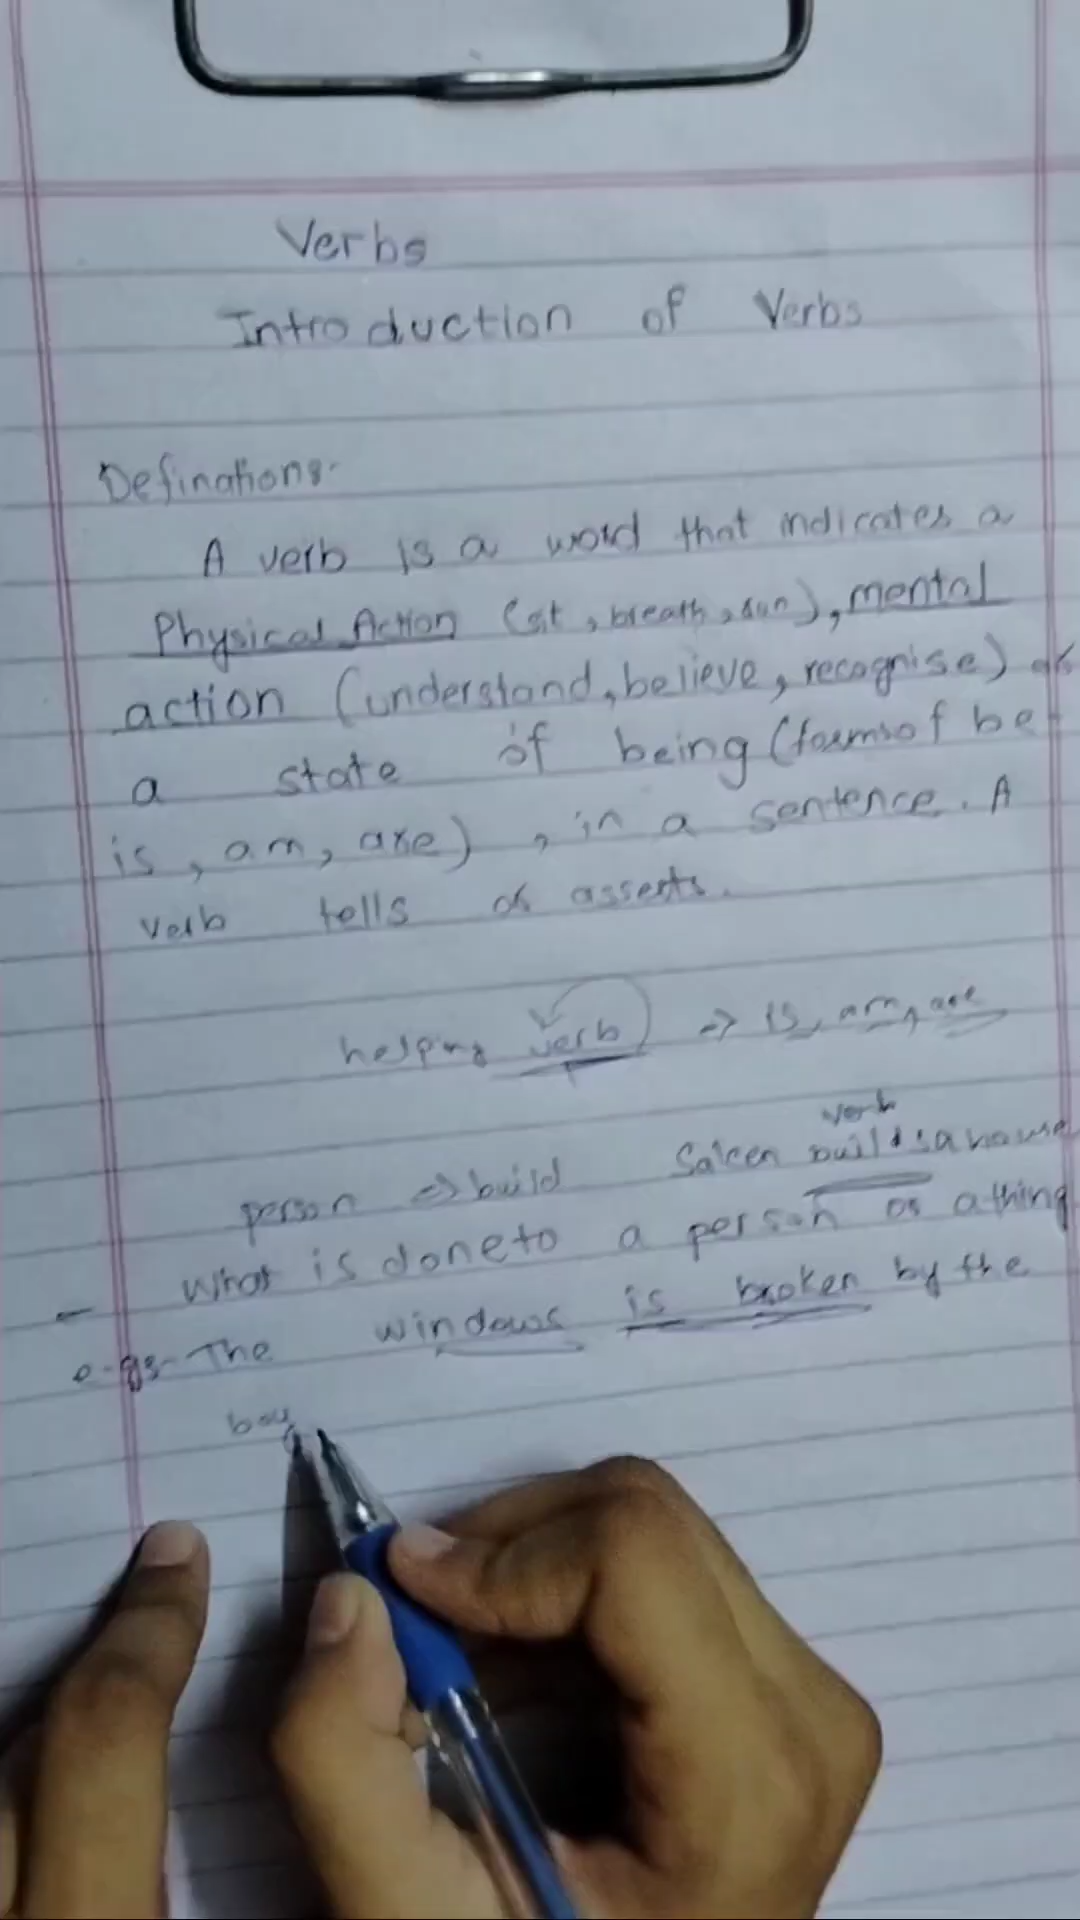 Verbs
Introduction of Verbs
Definations:-
A verb is a word that indicates a
Physical Action (sit, breath, run), mental
action (understand, believe, recognise) or
a state of being (forms of be-
is, am, are) , in a sentence. A
verb tells or asserts.
helping verb → is, am, are
verb
person → build Saleen builds a house
- What is done to a person or a thing
e.g:- The windows is broken by the
boy